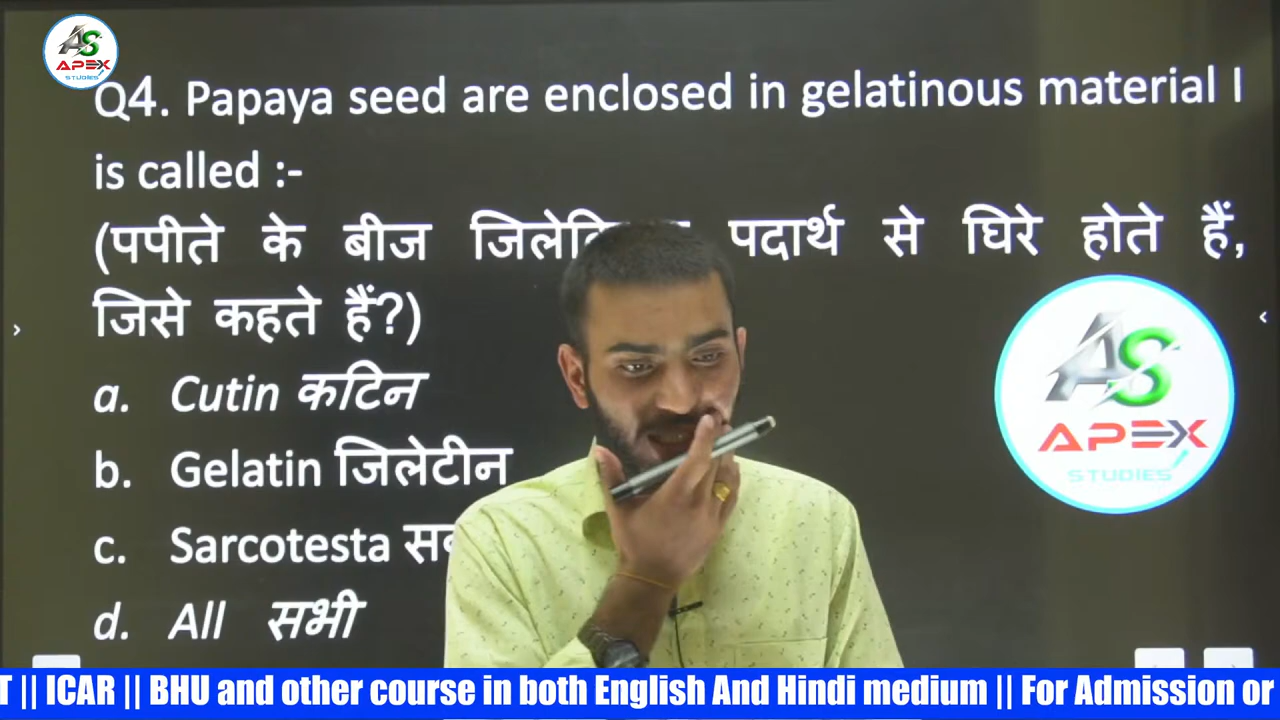 AS
APEX
STUDIES
Q4. Papaya seed are enclosed in gelatinous material I
is called :-
(पपीते के बीज पदार्थ से घिरे होते हैं,
जिसे कहते हैं?)
a. Cutin कटिन
b. Gelatin जिलेटीन
c. Sarcotesta
d. All सभी
AS
APEX
STUDIES
T || ICAR || BHU and other course in both English And Hindi medium || For Admission or